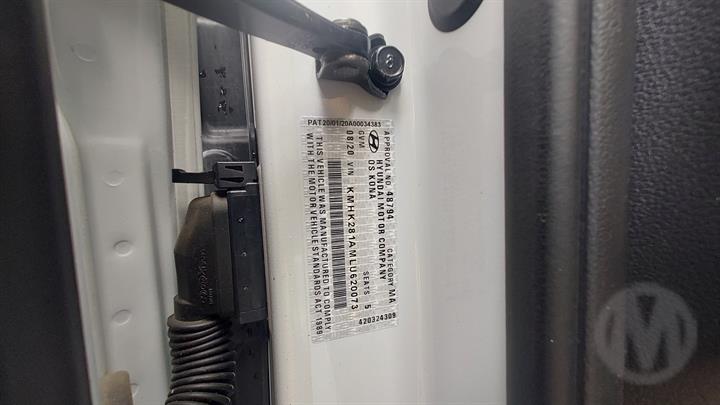 PAT20/01/20A00034383
APPROVAL NO. 48794 CATEGORY MA
HYUNDAI MOTOR COMPANY
OS KONA
GVM SEATS 5
08/20 VIN KMHK281AMLU620073
THIS VEHICLE WAS MANUFACTURED TO COMPLY
WITH THE MOTOR VEHICLE STANDARDS ACT 1989
420324309
8
M